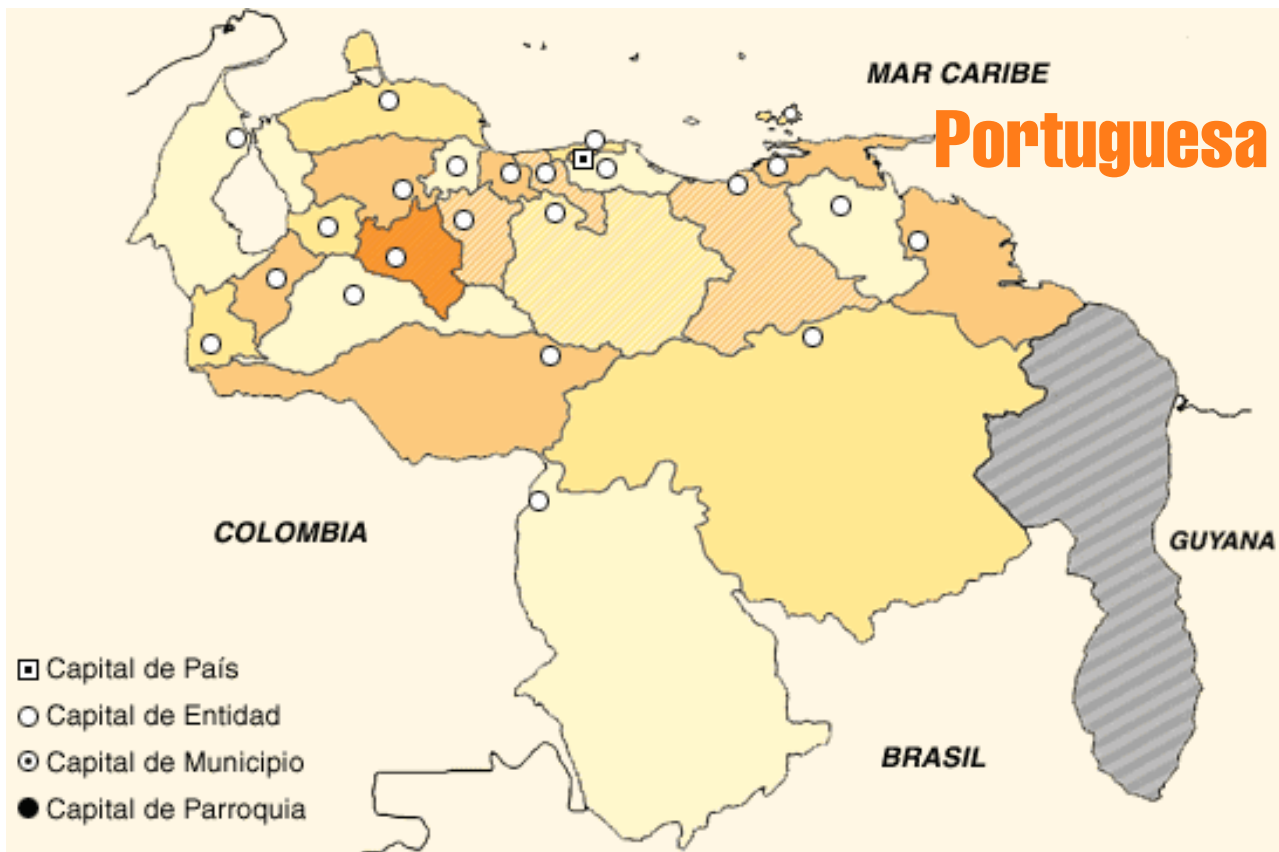 MAR CARIBE
Portuguesa
COLOMBIA
GUYANA
Capital de País
Capital de Entidad
Capital de Municipio
Capital de Parroquia
BRASIL